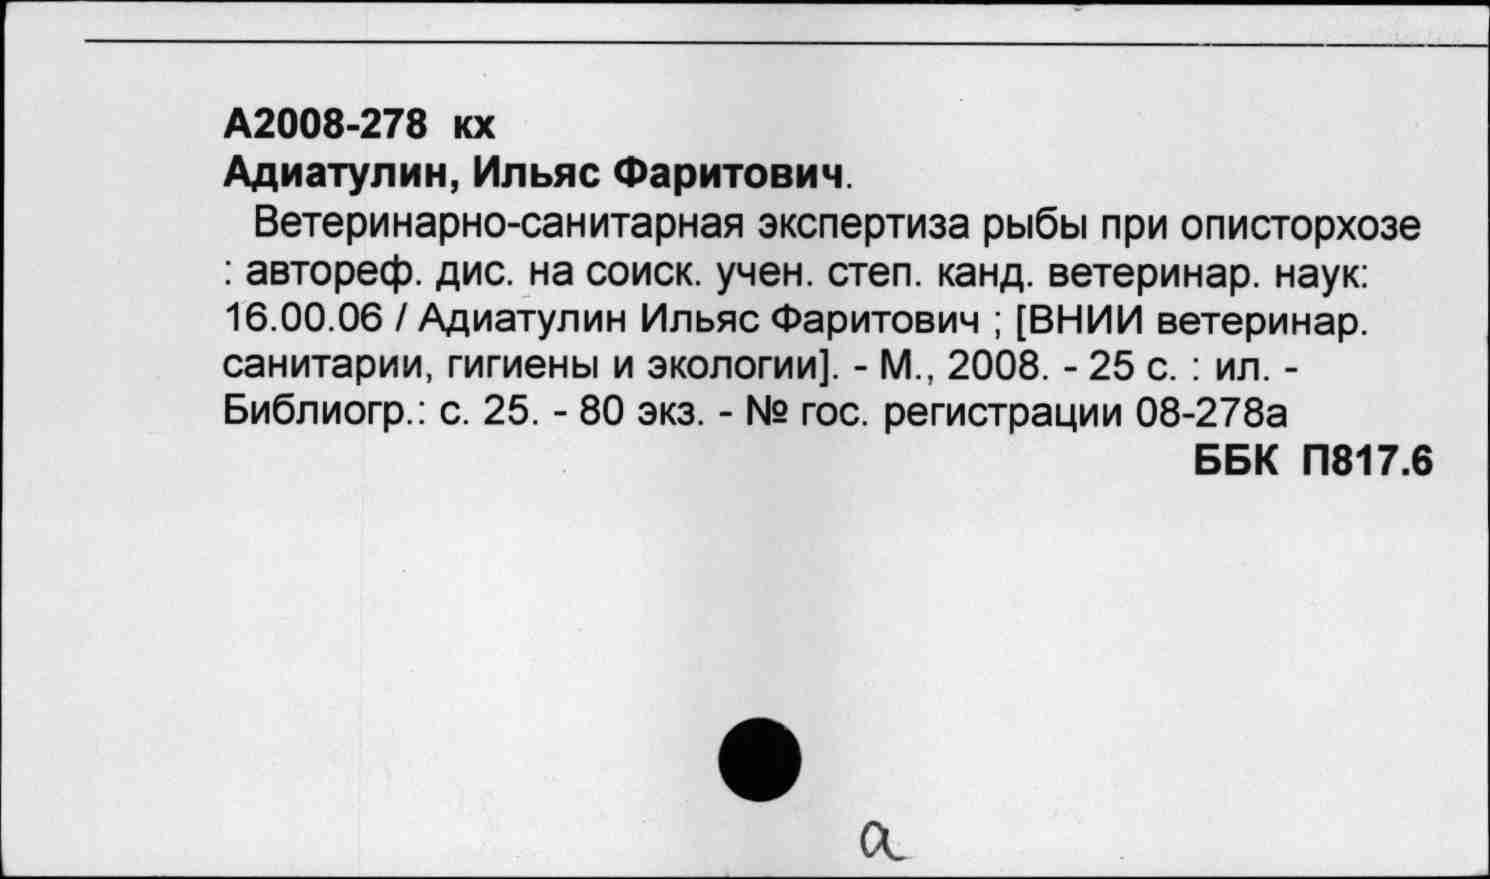 А2008-278 кх
Адиатулин, Ильяс Фаритович.
Ветеринарно-санитарная экспертиза рыбы при описторхозе
: автореф. дис. на соиск. учен. степ. канд. ветеринар. наук:
16.00.06 / Адиатулин Ильяс Фаритович ; [ВНИИ ветеринар.
санитарии, гигиены и экологии]. - М., 2008. - 25 с. : ил. -
Библиогр.: с. 25. - 80 экз. - № гос. регистрации 08-278а
ББК П817.6
а